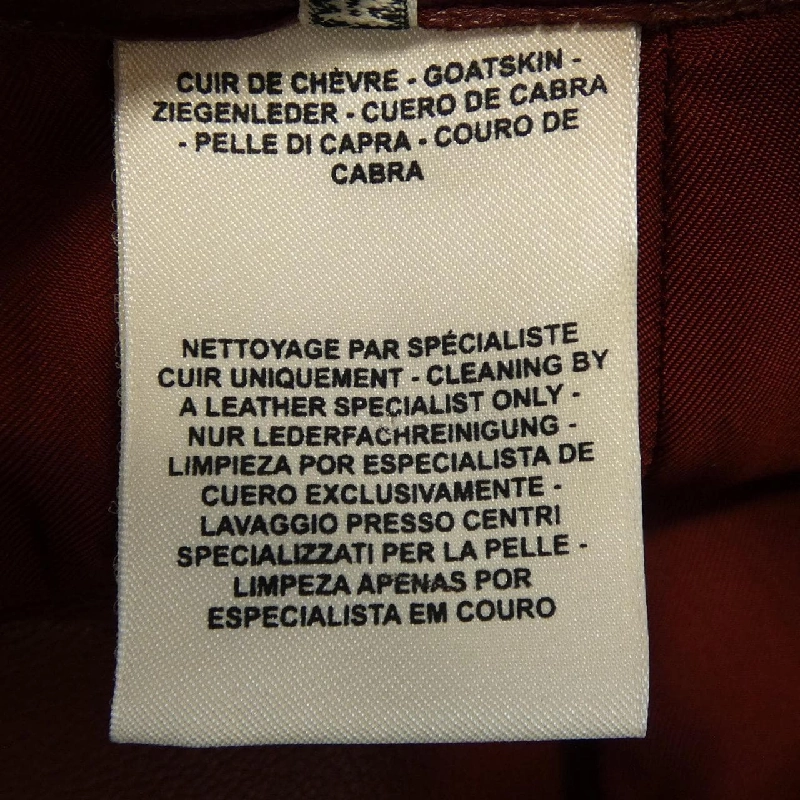 CUIR DE CHÈVRE - GOATSKIN -
ZIEGENLEDER - CUERO DE CABRA
- PELLE DI CAPRA - COURO DE
CABRA
NETTOYAGE PAR SPÉCIALISTE
CUIR UNIQUEMENT - CLEANING BY
A LEATHER SPECIALIST ONLY -
NUR LEDERFACHREINIGUNG -
LIMPIEZA POR ESPECIALISTA DE
CUERO EXCLUSIVAMENTE -
LAVAGGIO PRESSO CENTRI
SPECIALIZZATI PER LA PELLE -
LIMPEZA APENAS POR
ESPECIALISTA EM COURO